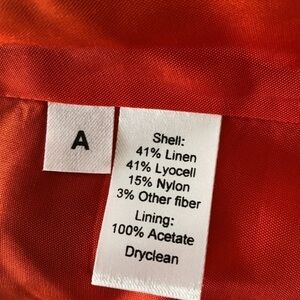 A
Shell:
41% Linen
41% Lyocell
15% Nylon
3% Other fiber
Lining:
100% Acetate
Dryclean